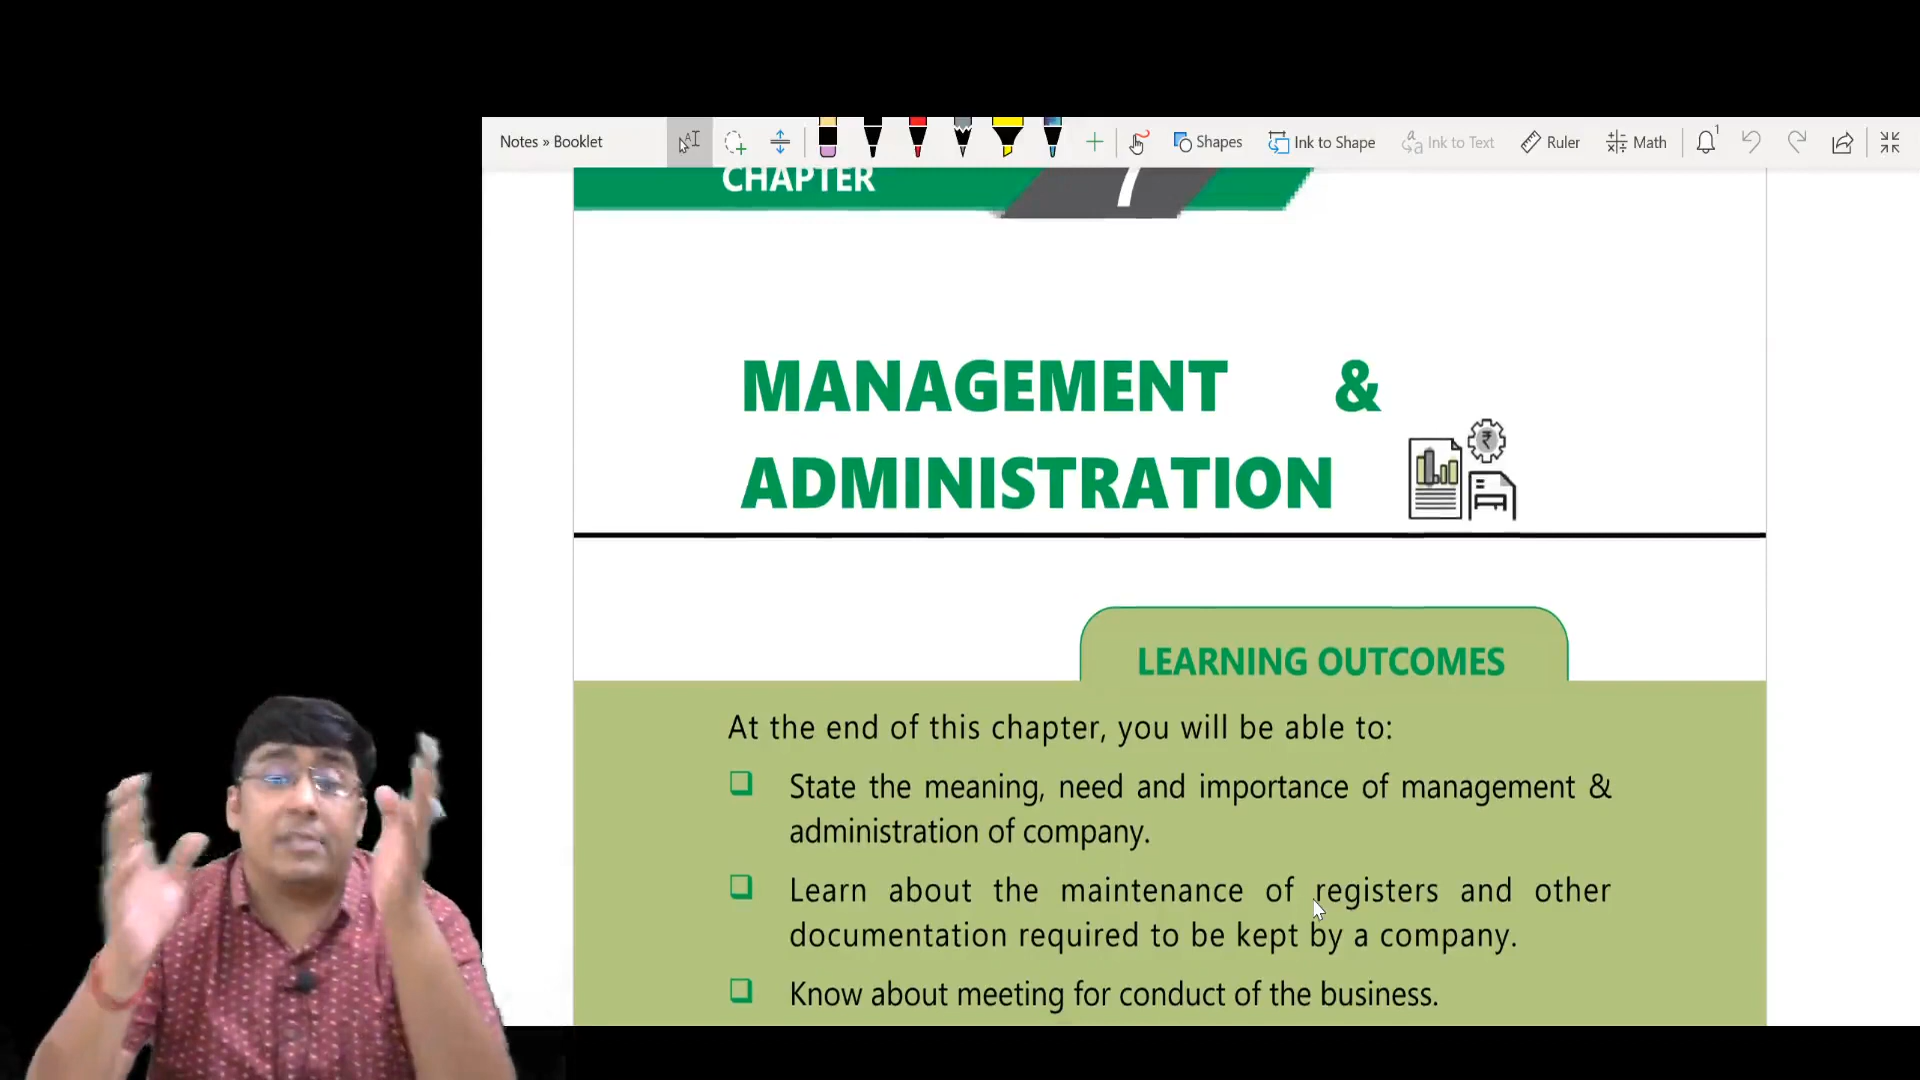 Notes » Booklet
1
Shapes
Ink to Shape
Ink to Text
Ruler
Math
CHAPTER 7
MANAGEMENT &
ADMINISTRATION
₹
LEARNING OUTCOMES
At the end of this chapter, you will be able to:
State the meaning, need and importance of management &
administration of company.
Learn about the maintenance of registers and other
documentation required to be kept by a company.
Know about meeting for conduct of the business.